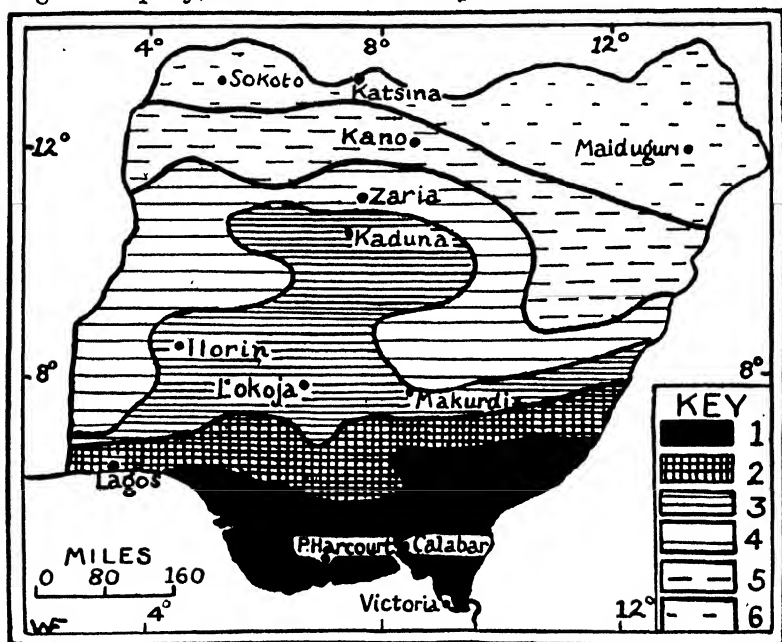 4° 8° 12°
Sokoto
Katsina
Kano
12°
Maiduguri
Zaria
Kaduna
Ilorin
8° 8°
Lokoja
Makurdi
KEY
1
2
Lagos
3
4
P.Harcourt Calabar
MILES
0 80 160
5
Victoria
6
4° 12°